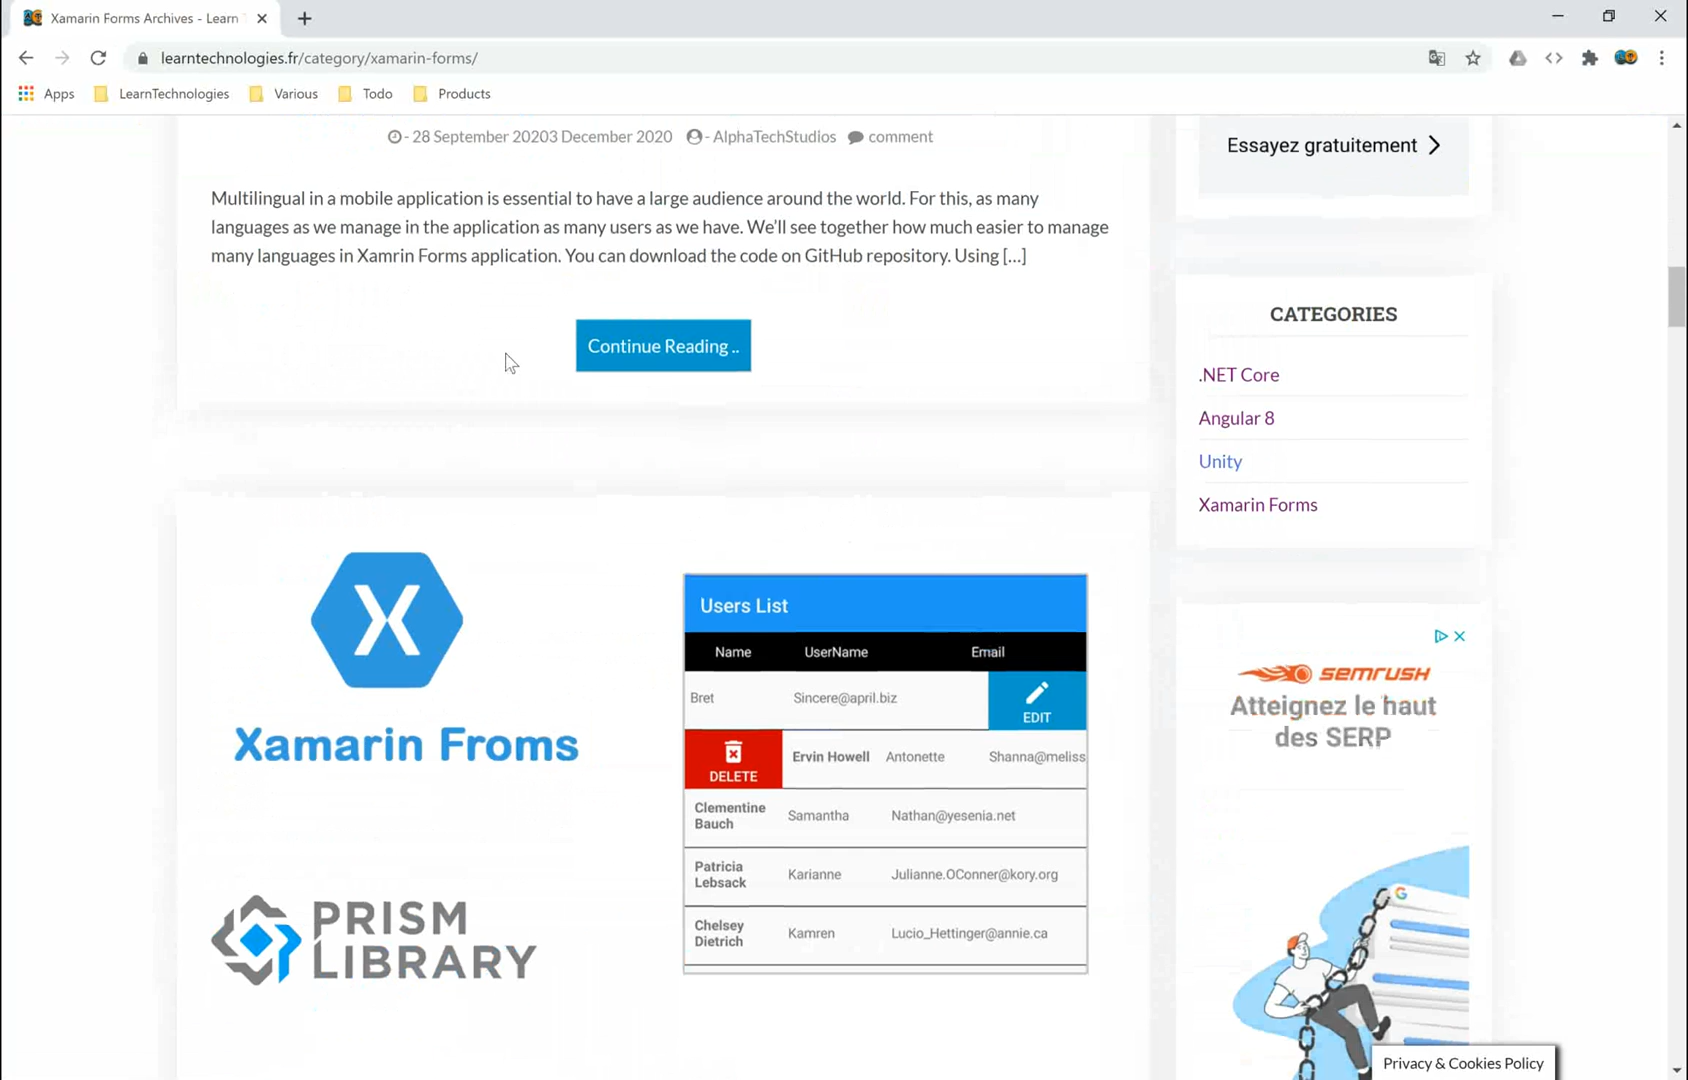 Xamarin Forms Archives - Learn T
learntechnologies.fr/category/xamarin-forms/
Apps
LearnTechnologies
Various
Todo
Products
- 28 September 20203 December 2020 - AlphaTechStudios comment
Multilingual in a mobile application is essential to have a large audience around the world. For this, as many
languages as we manage in the application as many users as we have. We'll see together how much easier to manage
many languages in Xamrin Forms application. You can download the code on GitHub repository. Using [...]
Continue Reading ..
Xamarin Froms
PRISM
LIBRARY
Users List
Name UserName Email
Bret Sincere@april.biz EDIT
DELETE Ervin Howell Antonette Shanna@meliss
Clementine
Bauch Samantha Nathan@yesenia.net
Patricia
Lebsack Karianne Julianne.OConner@kory.org
Chelsey
Dietrich Kamren Lucio_Hettinger@annie.ca
Essayez gratuitement
CATEGORIES
.NET Core
Angular 8
Unity
Xamarin Forms
SEMRUSH
Atteignez le haut
des SERP
G
Privacy & Cookies Policy